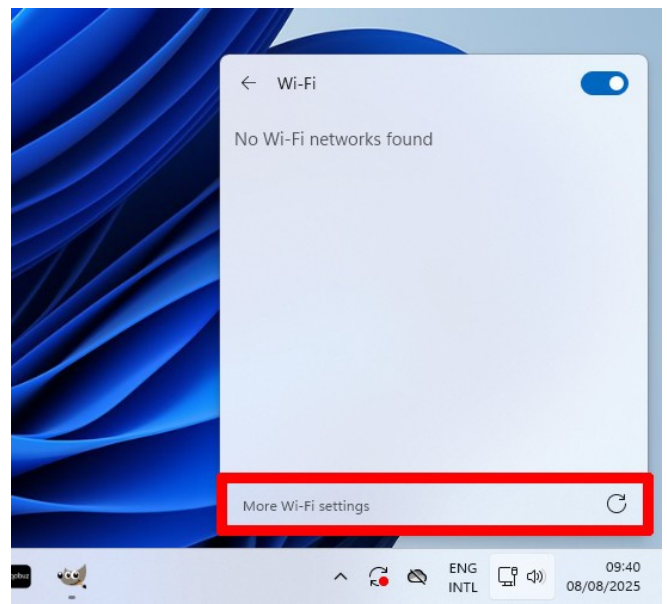 Wi-Fi
No Wi-Fi networks found
More Wi-Fi settings
ENG
INTL
09:40
08/08/2025